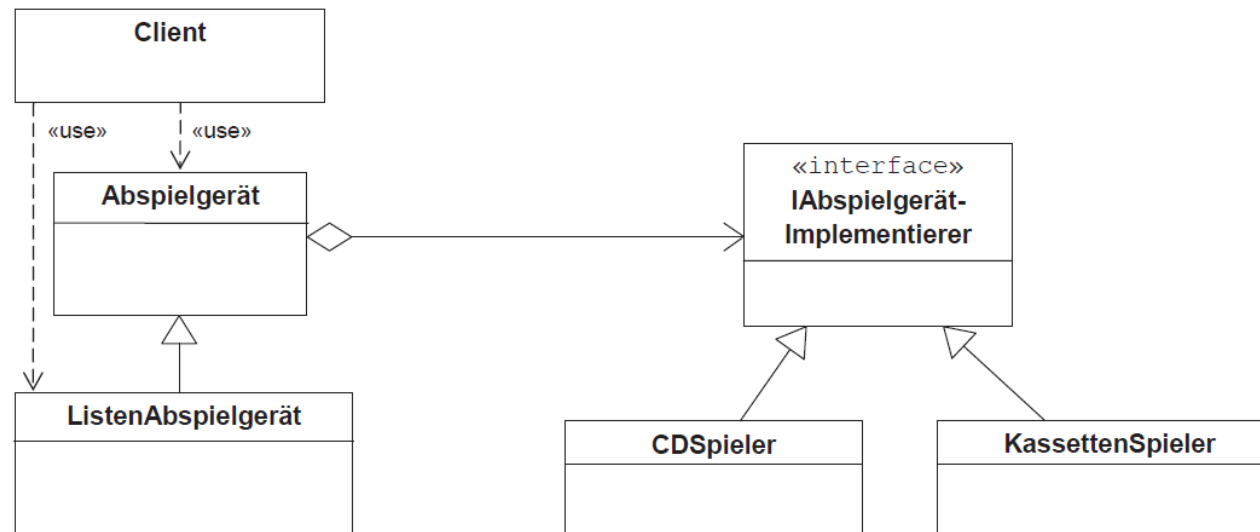 Client
«use»
«use»
Abspielgerät
«interface»
IAbspielgerät-
Implementierer
ListenAbspielgerät
CDSpieler
KassettenSpieler